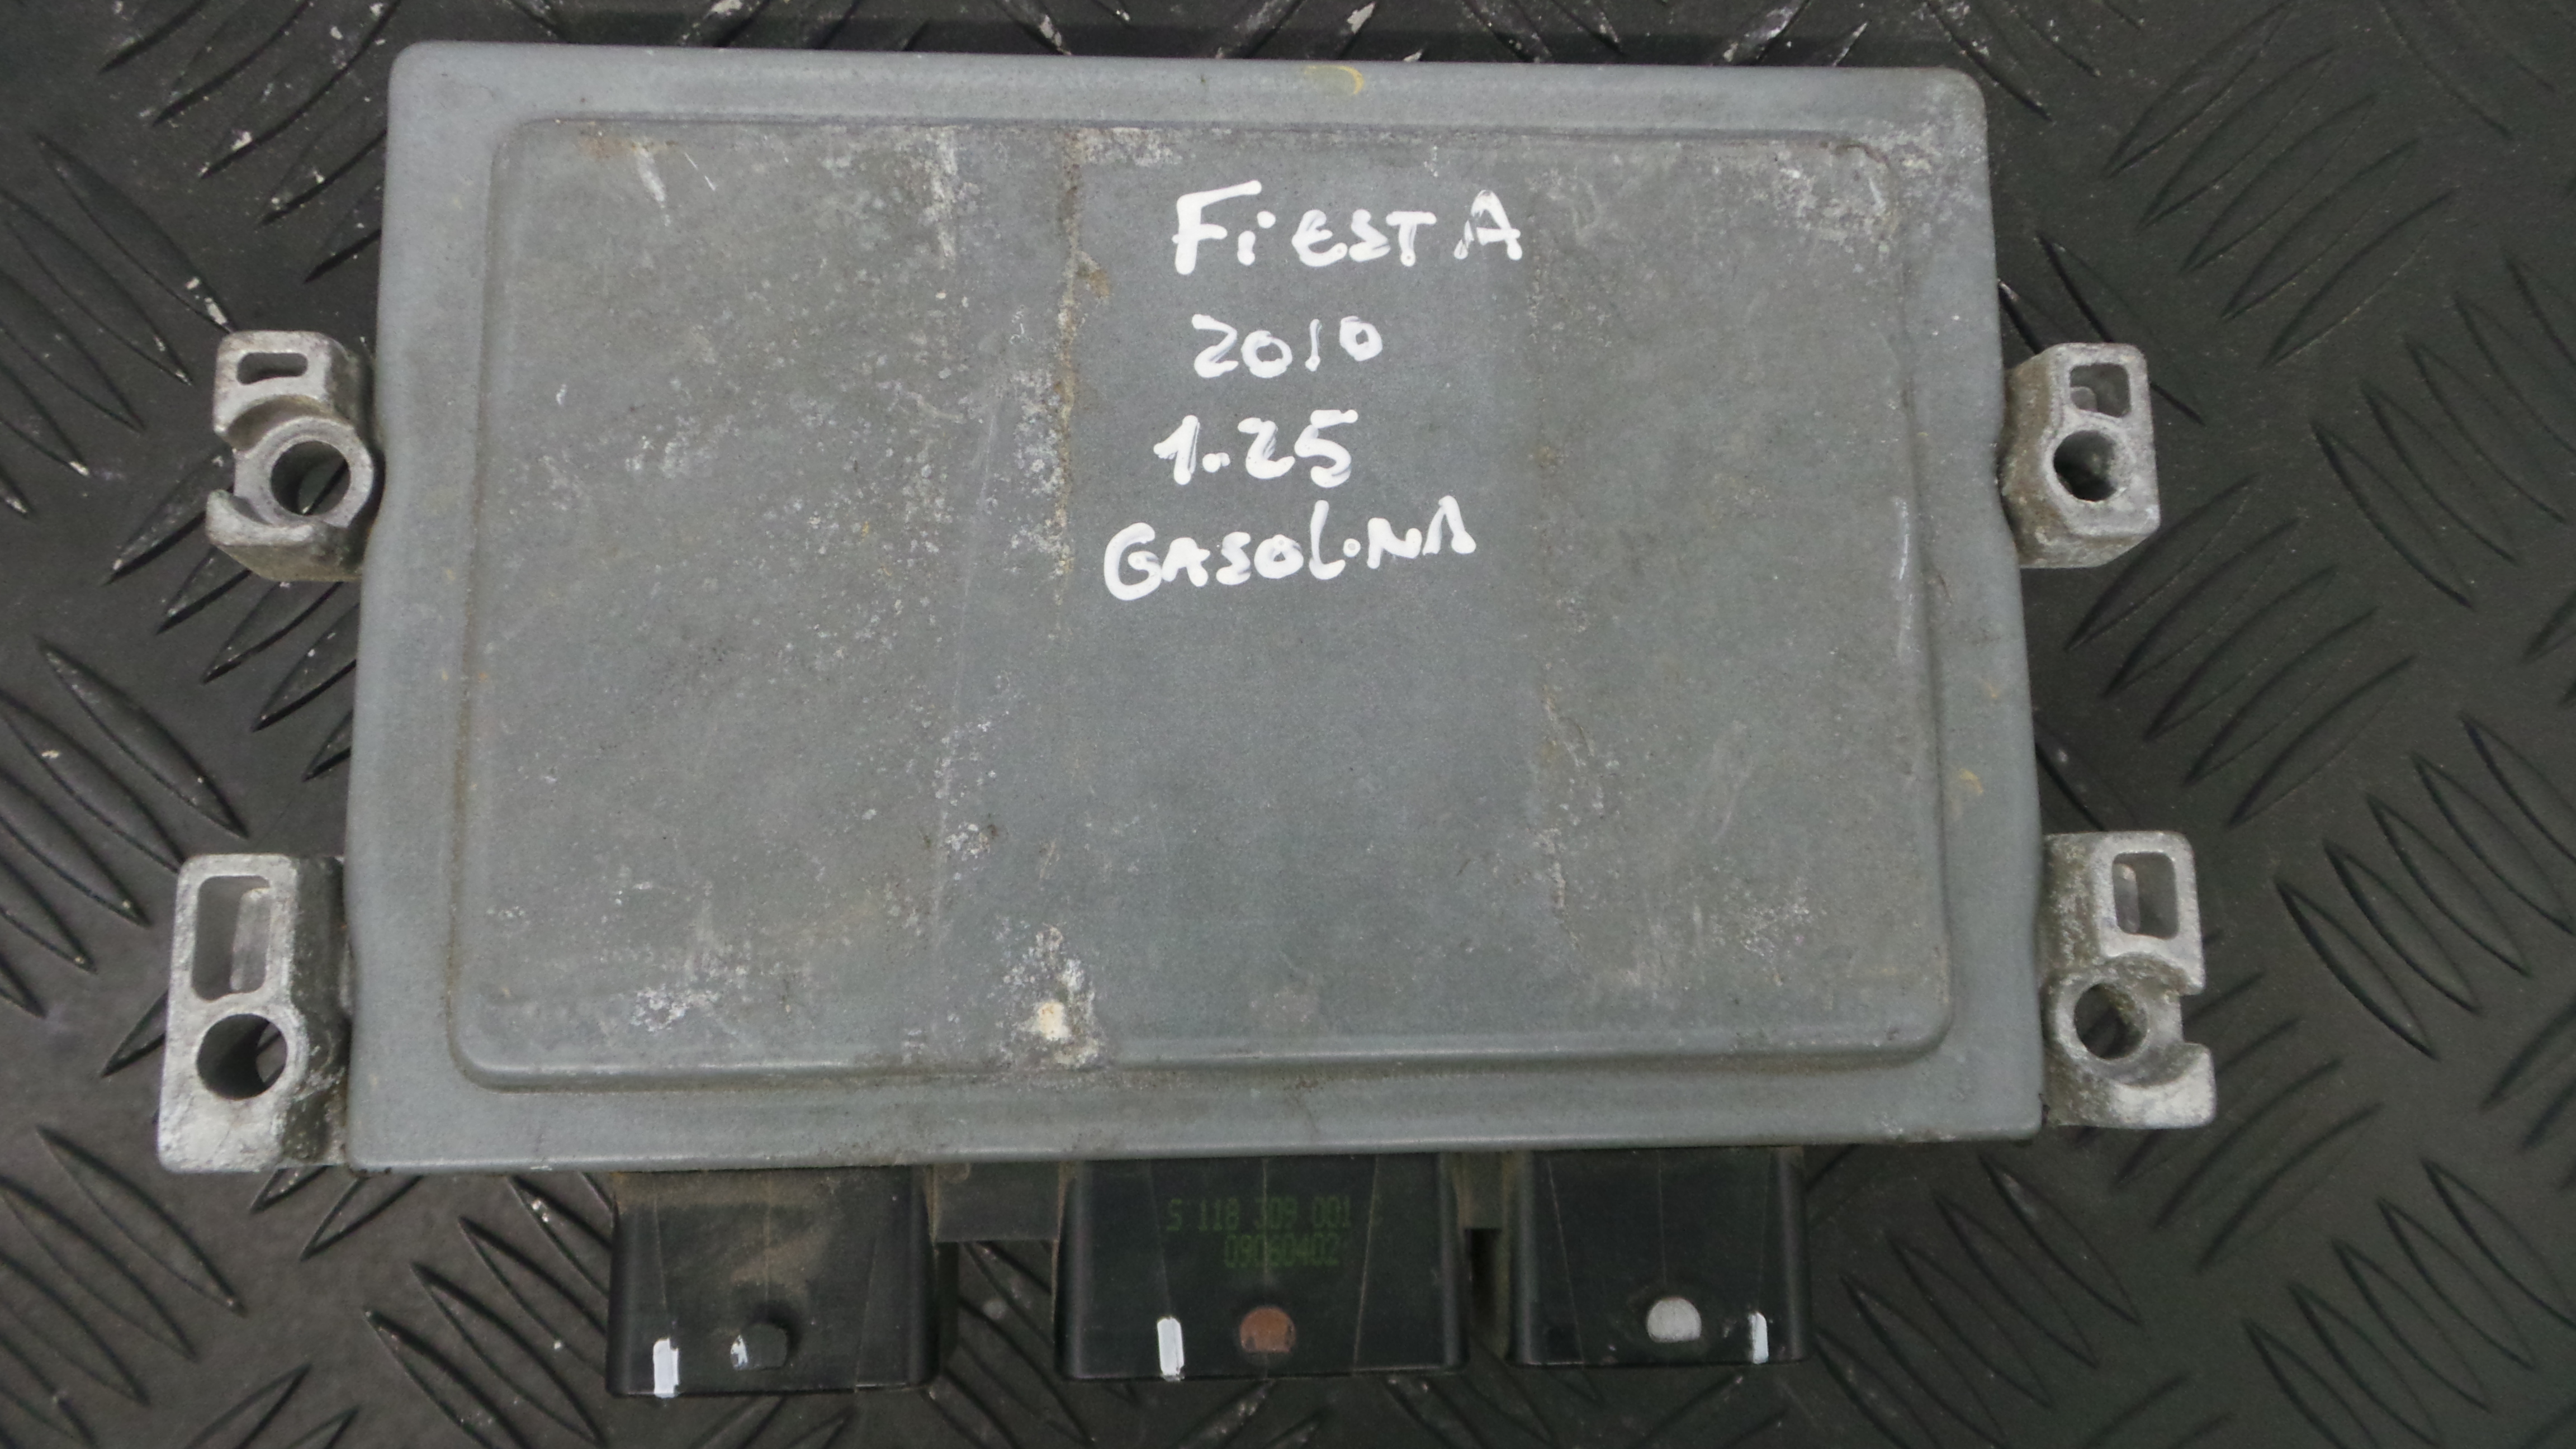 FiESTA
2010
1.25
GASOLiNA
S 118 309 001
09060402